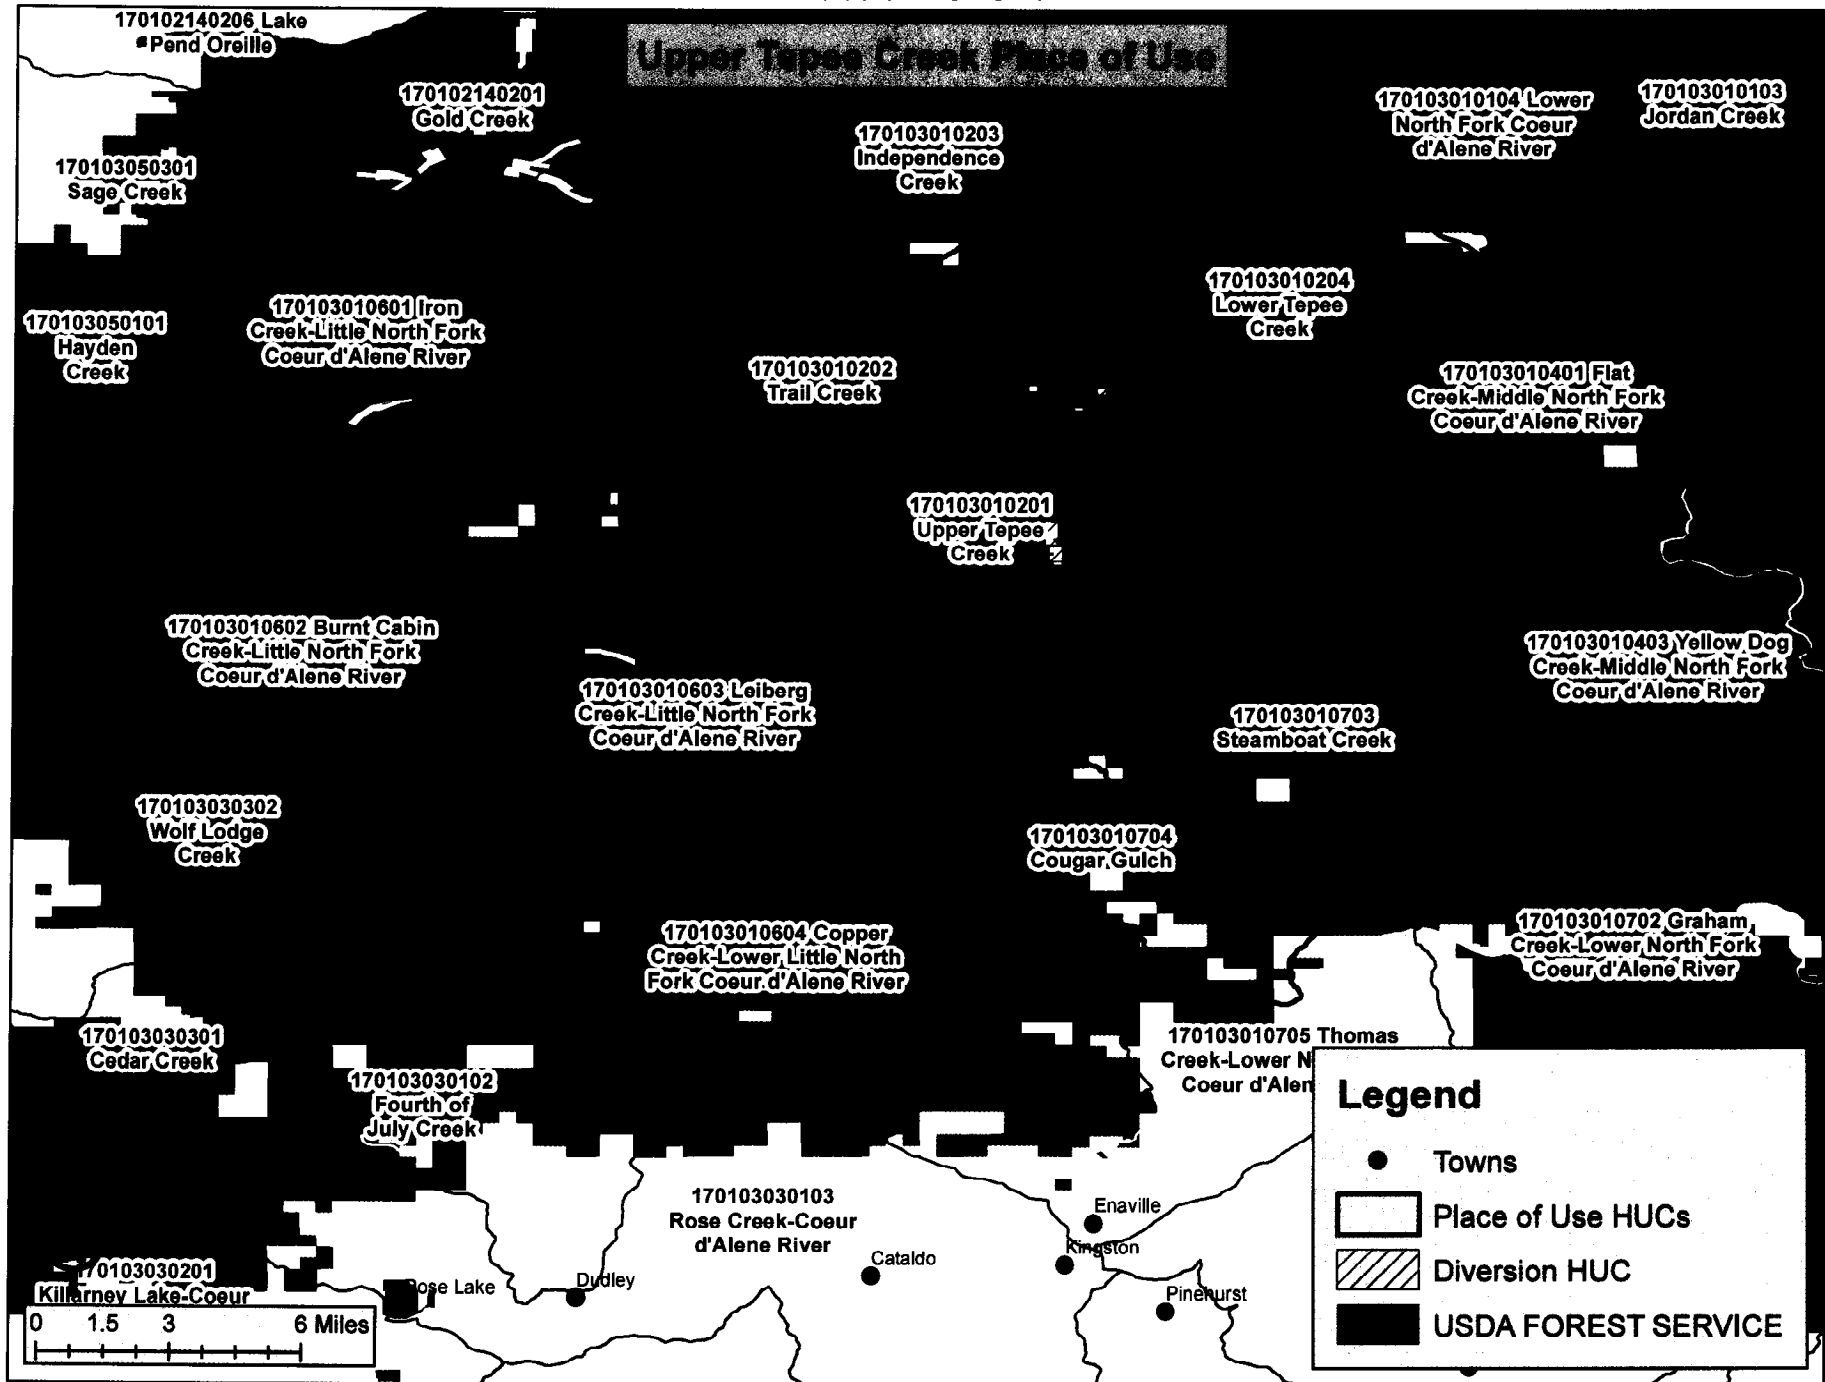 170102140206 Lake
Pend Oreille
Upper Tepee Creek Place of Use
170102140201
Gold Creek
170103010203
Independence
Creek
170103010104 Lower
North Fork Coeur
d'Alene River
170103010103
Jordan Creek
170103050301
Sage Creek
170103010204
Lower Tepee
Creek
170103050101
Hayden
Creek
170103010601 Iron
Creek-Little North Fork
Coeur d'Alene River
170103010202
Trail Creek
170103010401 Flat
Creek-Middle North Fork
Coeur d'Alene River
170103010201
Upper Tepee
Creek
170103010602 Burnt Cabin
Creek-Little North Fork
Coeur d'Alene River
170103010603 Leiberg
Creek-Little North Fork
Coeur d'Alene River
170103010403 Yellow Dog
Creek-Middle North Fork
Coeur d'Alene River
170103010703
Steamboat Creek
170103030302
Wolf Lodge
Creek
170103010704
Cougar Gulch
170103010604 Copper
Creek-Lower Little North
Fork Coeur d'Alene River
170103010702 Graham
Creek-Lower North Fork
Coeur d'Alene River
170103030301
Cedar Creek
170103030102
Fourth of
July Creek
170103010705 Thomas
Creek-Lower N
Coeur d'Alen
170103030103
Rose Creek-Coeur
d'Alene River
Enaville
Kingston
Cataldo
Pinehurst
Dudley
Rose Lake
170103030201
Killarney Lake-Coeur
0 1.5 3 6 Miles
Legend
Towns
Place of Use HUCs
Diversion HUC
USDA FOREST SERVICE